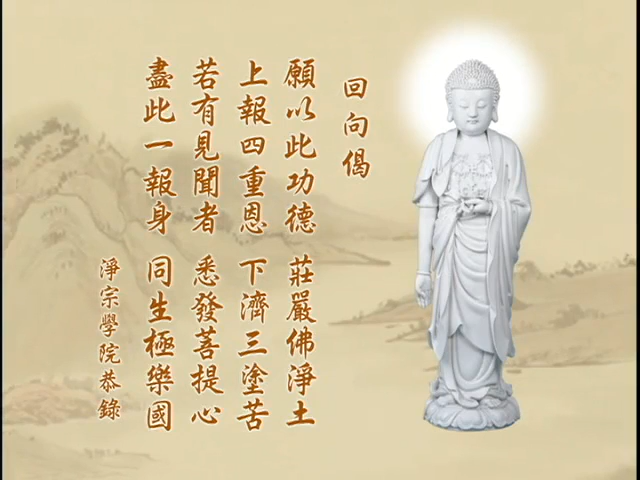 回向偈
願以此功德 莊嚴佛淨土
上報四重恩 下濟三塗苦
若有見聞者 悉發菩提心
盡此一報身 同生極樂國
淨宗學院恭錄